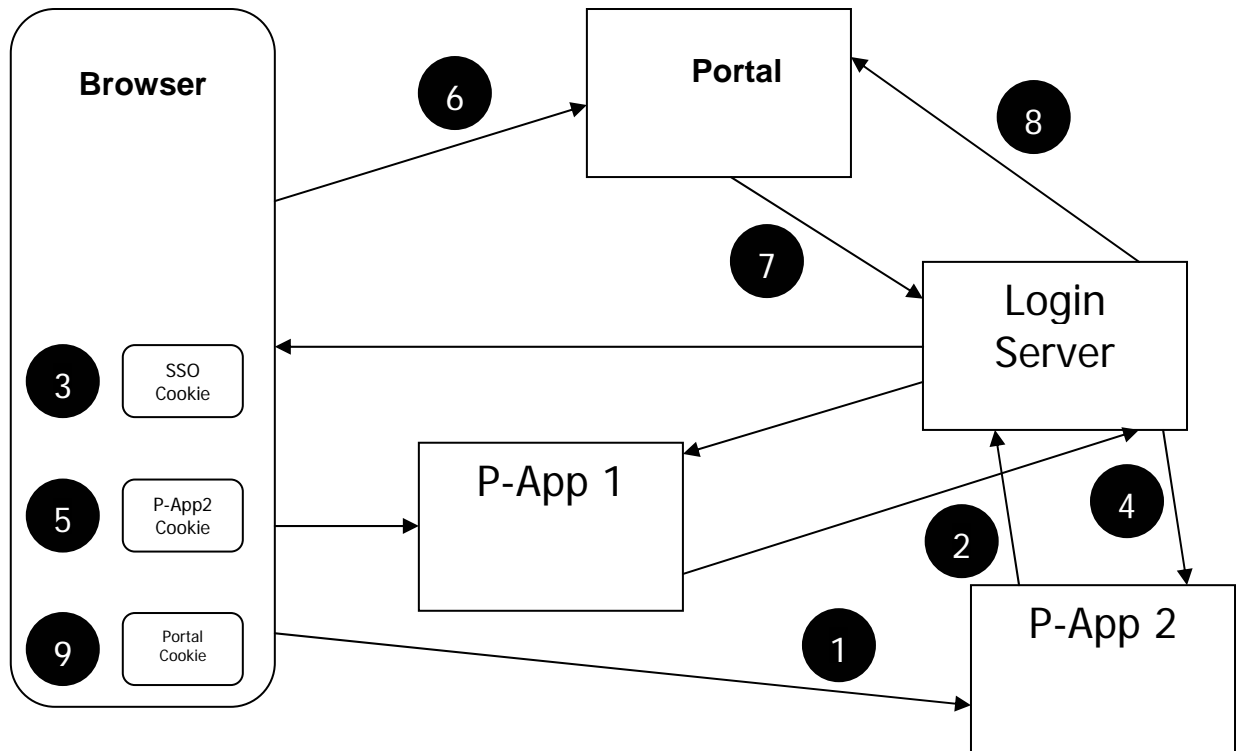 Browser
Portal
6
8
7
Login
Server
3
SSO
Cookie
P-App 1
5
P-App2
Cookie
4
2
P-App 2
9
Portal
Cookie
1